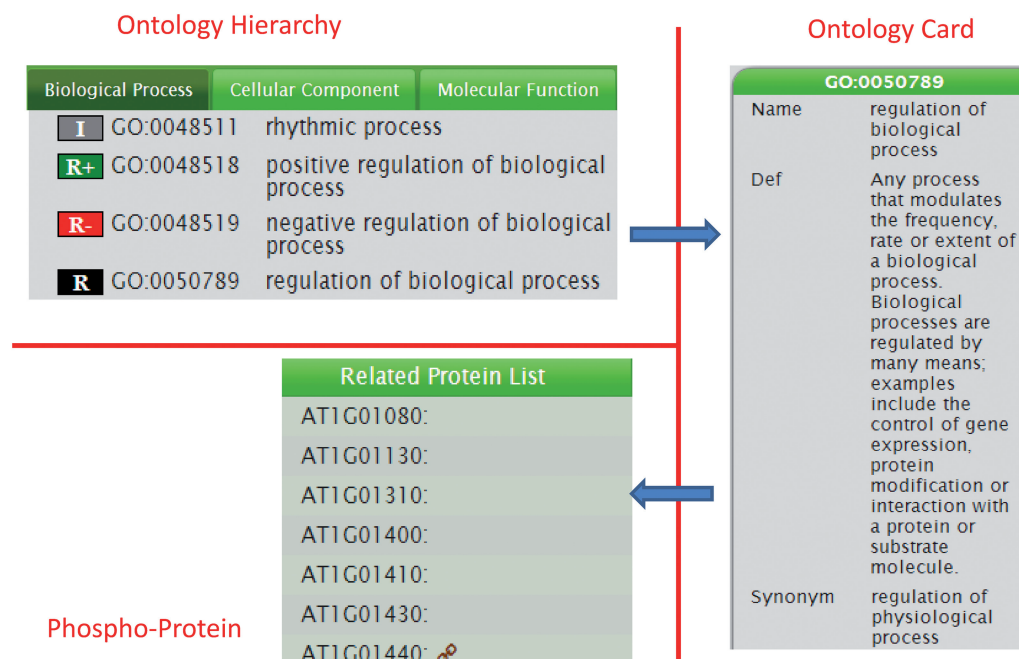 Ontology Hierarchy
Biological Process Cellular Component Molecular Function
I GO:0048511 rhythmic process
R+ GO:0048518 positive regulation of biological
process
R- GO:0048519 negative regulation of biological
process
R GO:0050789 regulation of biological process
Ontology Card
GO:0050789
Name regulation of
biological
process
Def Any process
that modulates
the frequency,
rate or extent of
a biological
process.
Biological
processes are
regulated by
many means;
examples
include the
control of gene
expression,
protein
modification or
interaction with
a protein or
substrate
molecule.
Synonym regulation of
physiological
process
Related Protein List
AT1G01080:
AT1G01130:
AT1G01310:
AT1G01400:
AT1G01410:
AT1G01430:
AT1G01440:
Phospho-Protein